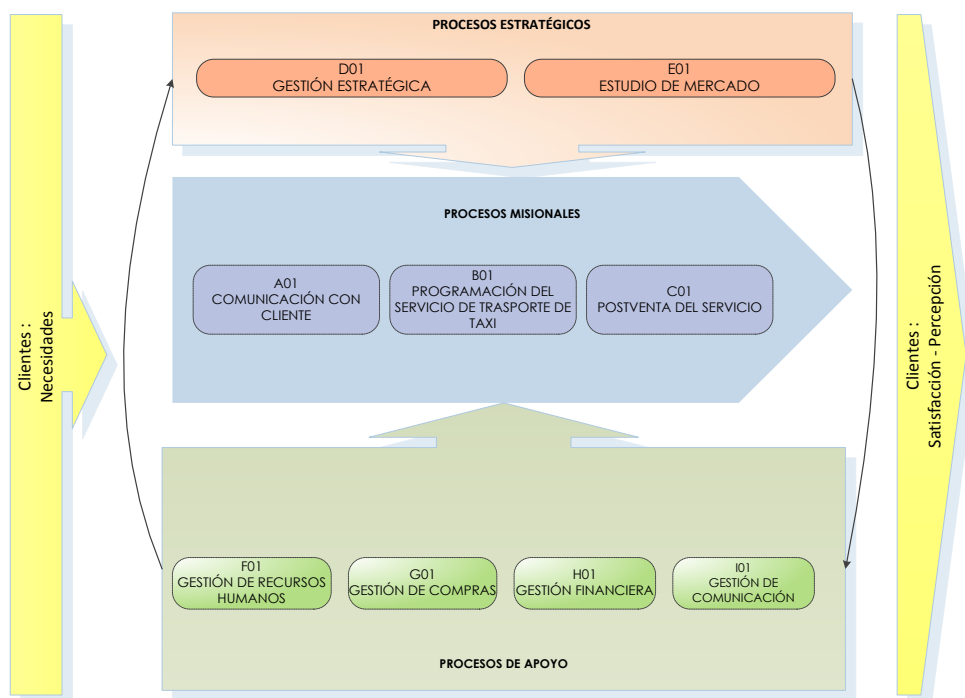 PROCESOS ESTRATÉGICOS
D01
GESTIÓN ESTRATÉGICA
E01
ESTUDIO DE MERCADO
Clientes :
Necesidades
PROCESOS MISIONALES
A01
COMUNICACIÓN CON
CLIENTE
B01
PROGRAMACIÓN DEL
SERVICIO DE TRASPORTE DE
TAXI
C01
POSTVENTA DEL SERVICIO
Clientes :
Satisfacción - Percepción
F01
GESTIÓN DE RECURSOS
HUMANOS
G01
GESTIÓN DE COMPRAS
H01
GESTIÓN FINANCIERA
I01
GESTIÓN DE
COMUNICACIÓN
PROCESOS DE APOYO